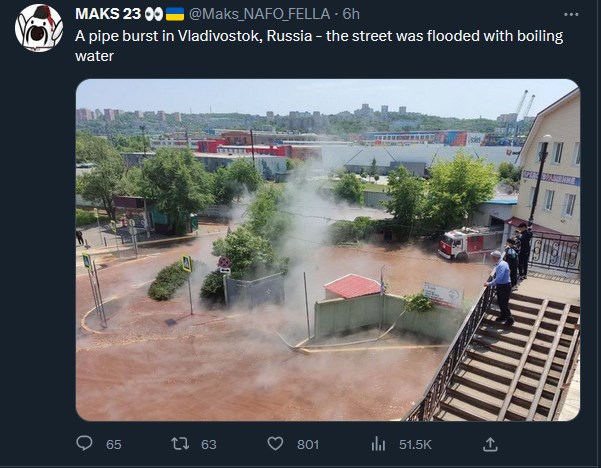 MAKS 23 👀🇺🇦 @Maks_NAFO_FELLA · 6h
A pipe burst in Vladivostok, Russia - the street was flooded with boiling
water
65 63 801 51.5K